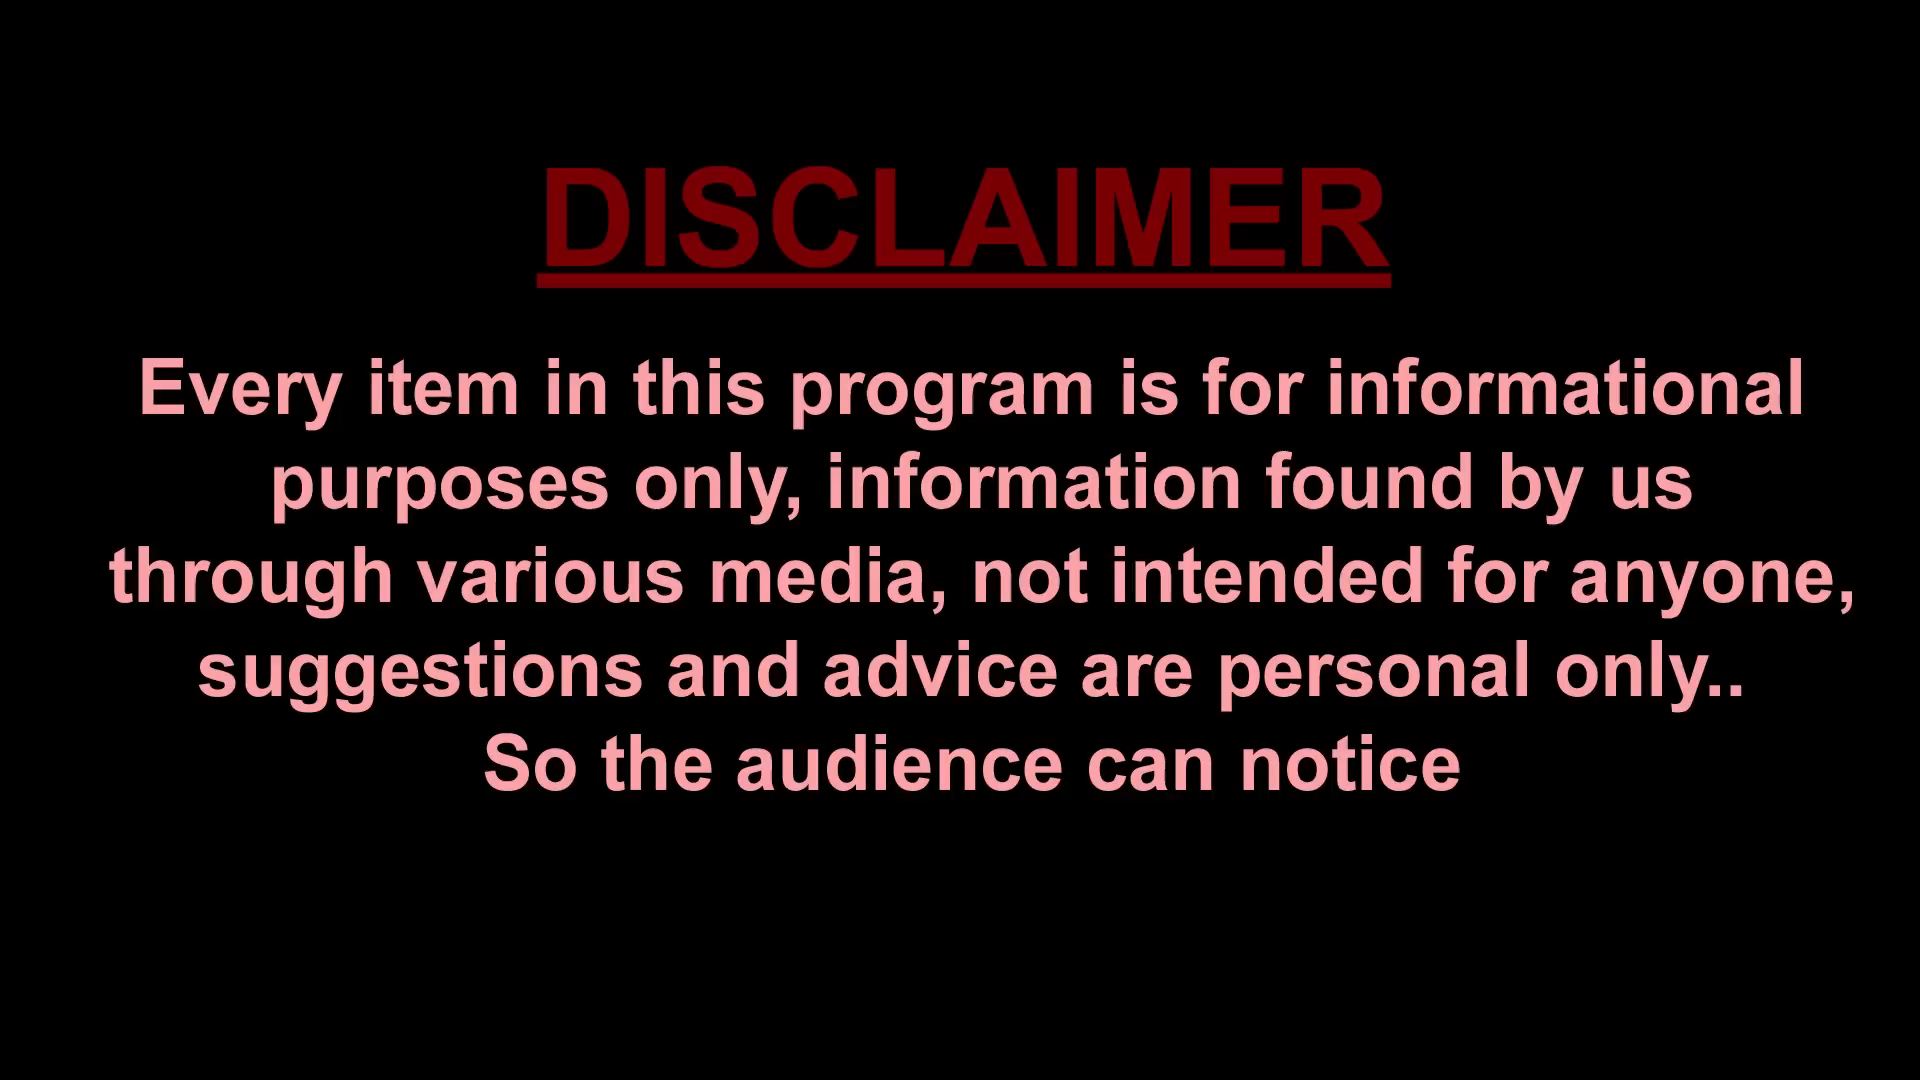 DISCLAIMER
Every item in this program is for informational
purposes only, information found by us
through various media, not intended for anyone,
suggestions and advice are personal only..
So the audience can notice